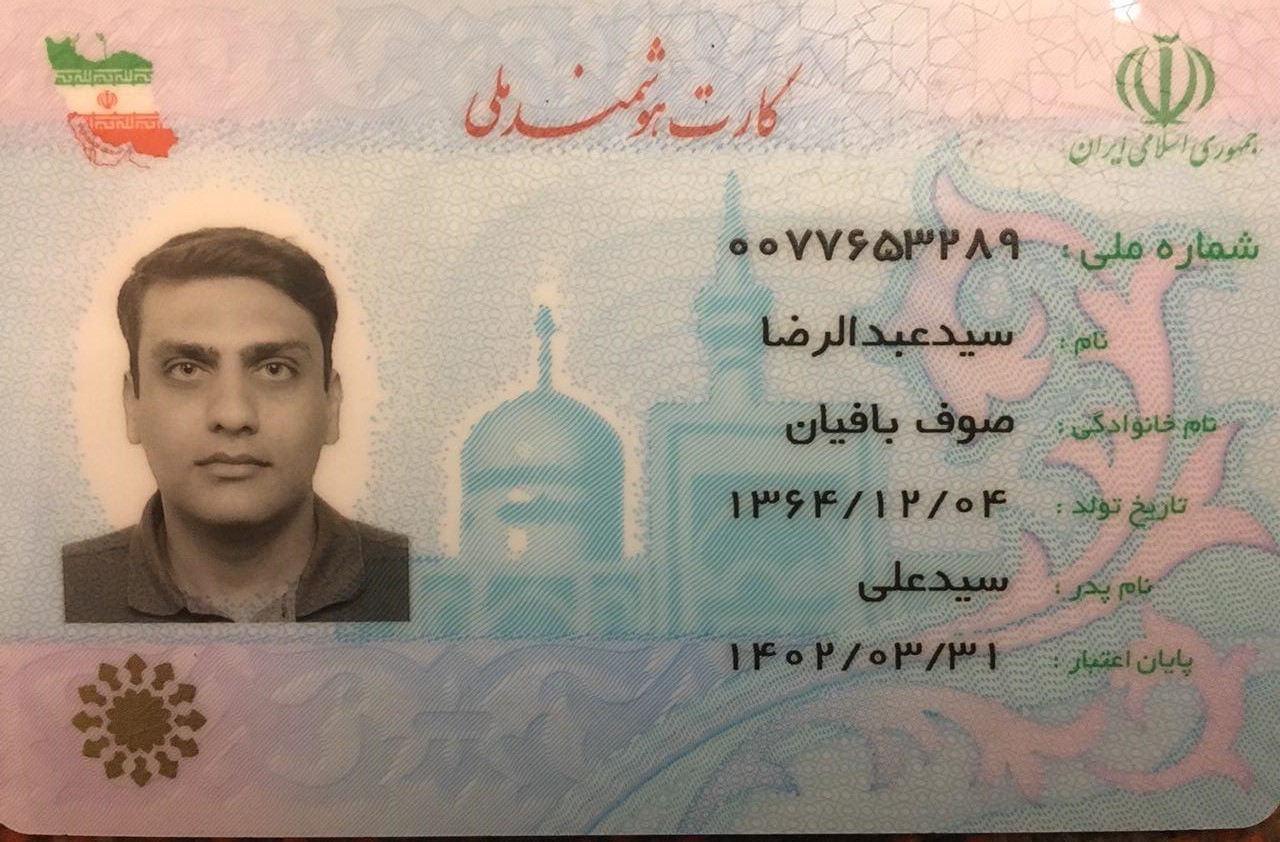 کارت هوشمند ملی
جمهوری اسلامی ایران
شماره ملی : ۰۰۷۷۶۵۳۲۸۹
نام : سیدعبدالرضا
نام خانوادگی : صوف بافیان
تاریخ تولد : ۱۳۶۴/۱۲/۰۴
نام پدر : سیدعلی
پایان اعتبار : ۱۴۰۲/۰۳/۳۱